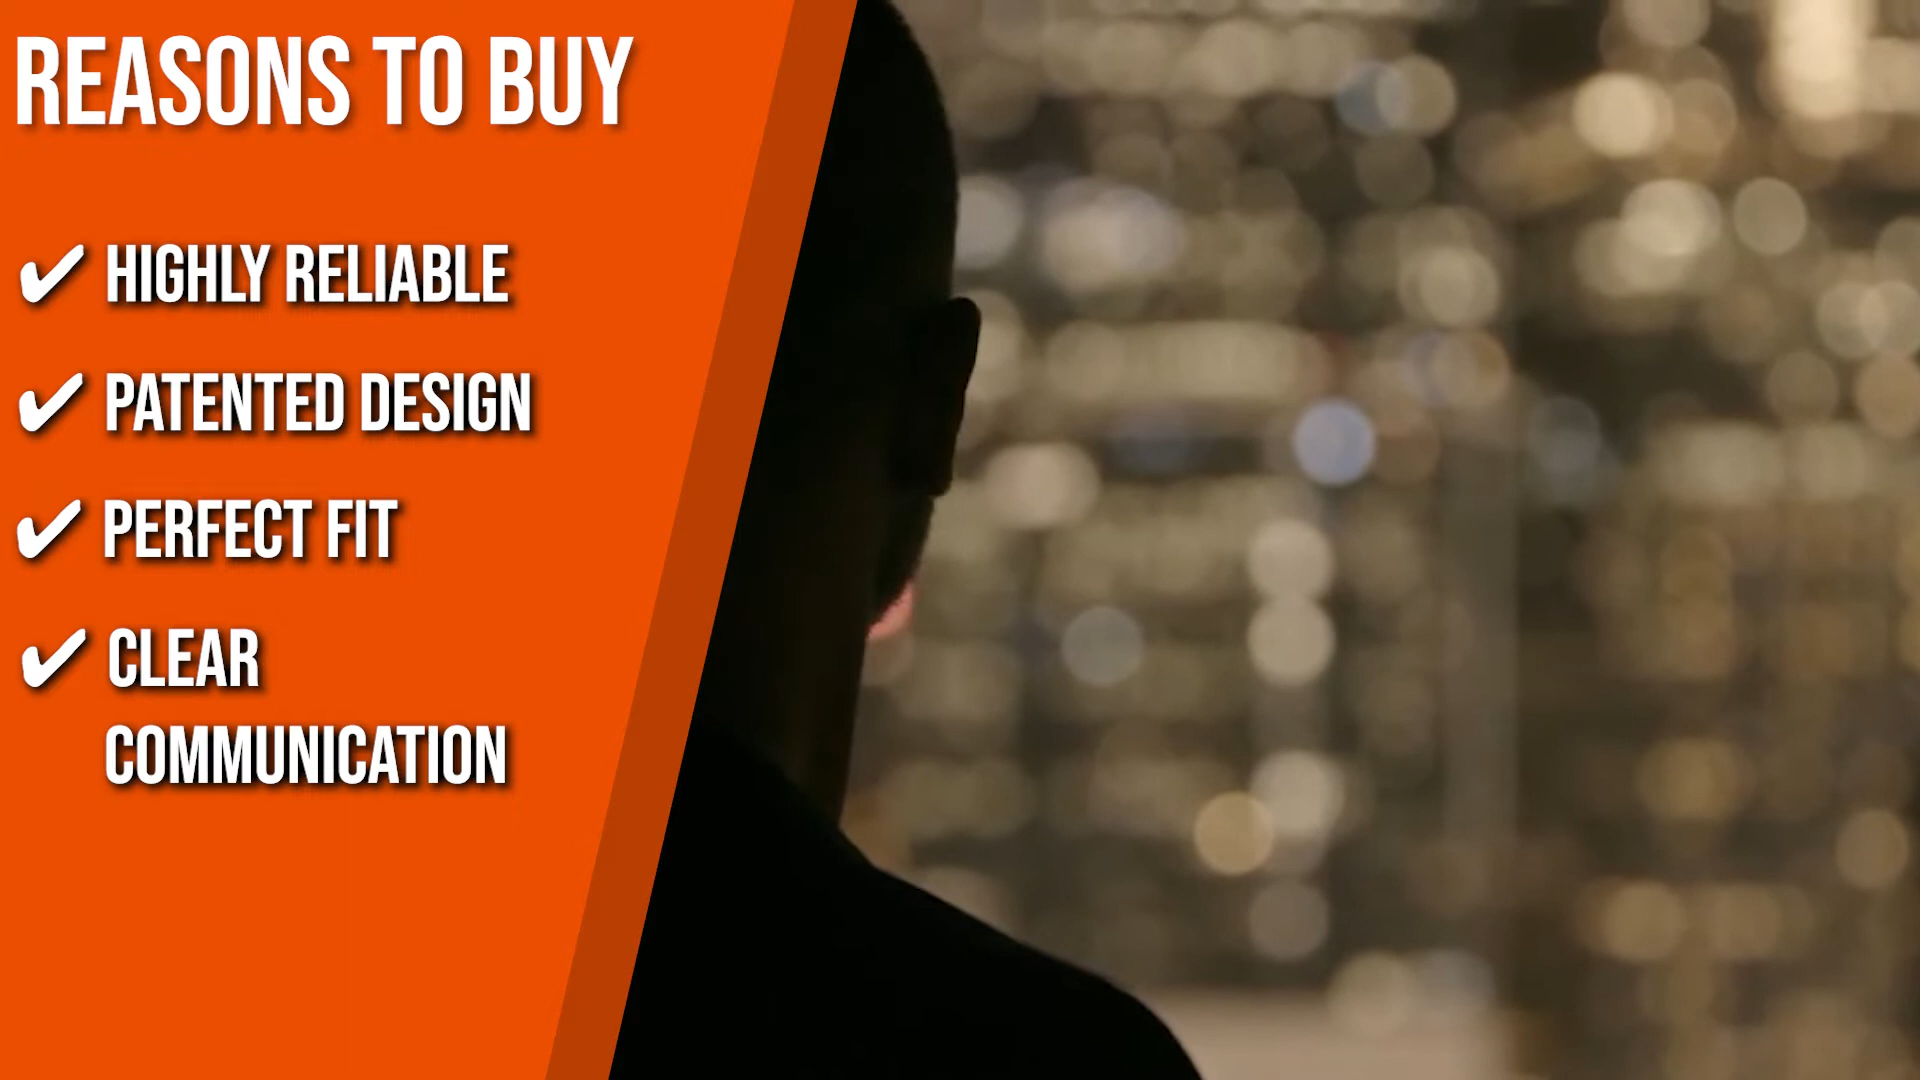 REASONS TO BUY
✔ HIGHLY RELIABLE
✔ PATENTED DESIGN
✔ PERFECT FIT
✔ CLEAR
COMMUNICATION